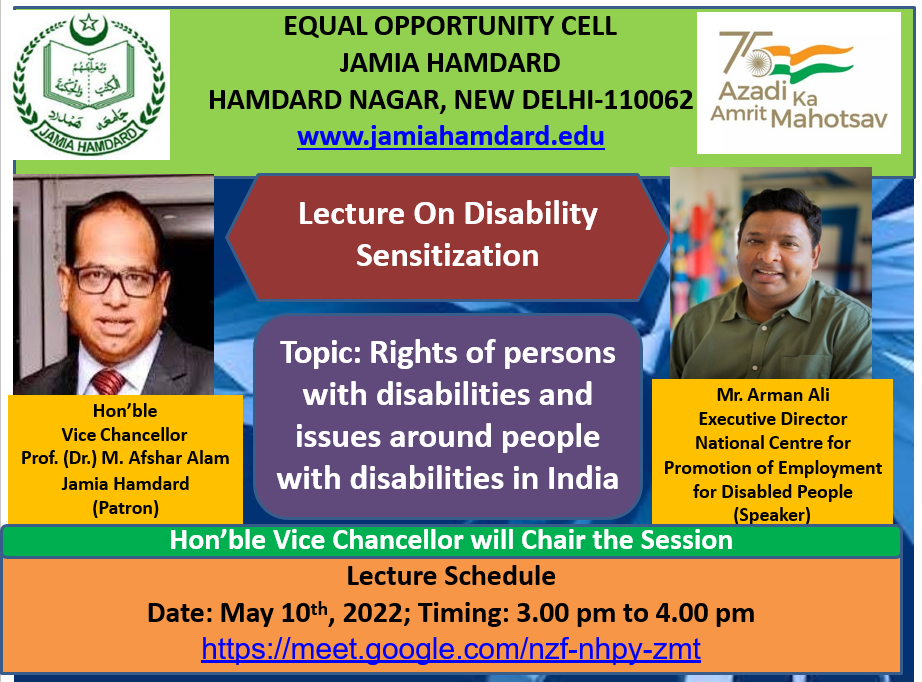 EQUAL OPPORTUNITY CELL
JAMIA HAMDARD
HAMDARD NAGAR, NEW DELHI-110062
www.jamiahamdard.edu
JAMIA HAMDARD
75
Azadi Ka
Amrit Mahotsav
Lecture On Disability
Sensitization
Topic: Rights of persons
with disabilities and
issues around people
with disabilities in India
Hon’ble
Vice Chancellor
Prof. (Dr.) M. Afshar Alam
Jamia Hamdard
(Patron)
Mr. Arman Ali
Executive Director
National Centre for
Promotion of Employment
for Disabled People
(Speaker)
Hon’ble Vice Chancellor will Chair the Session
Lecture Schedule
Date: May 10th, 2022; Timing: 3.00 pm to 4.00 pm
https://meet.google.com/nzf-nhpy-zmt